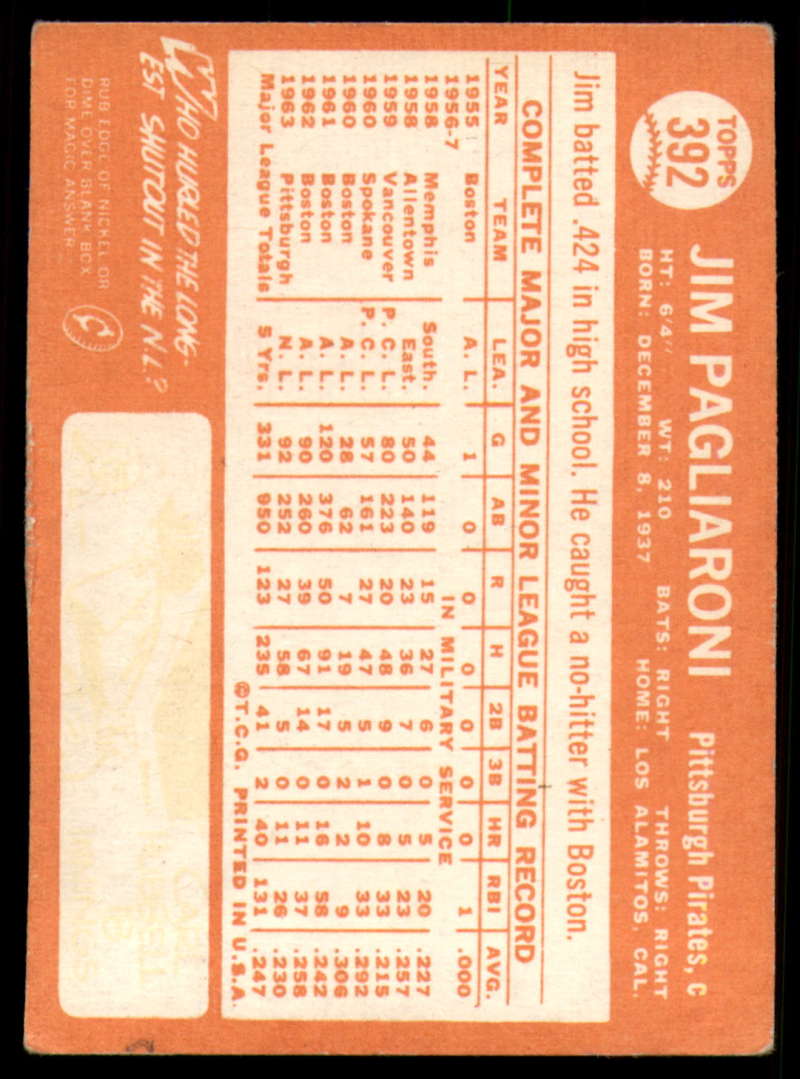 TOPPS
392
JIM PAGLIARONI Pittsburgh Pirates, c
HT: 6'4" WT: 210 BATS: RIGHT THROWS: RIGHT
BORN: DECEMBER 8, 1937 HOME: LOS ALAMITOS, CAL.
Jim batted .424 in high school. He caught a no-hitter with Boston.
COMPLETE MAJOR AND MINOR LEAGUE BATTING RECORD
YEAR TEAM LEA. G AB R H 2B 3B HR RBI AVG.
1955 Boston A. L. 1 0 0 0 0 0 0 1 .000
1956-7 IN MILITARY SERVICE
1958 Memphis South. 44 119 15 27 6 0 5 20 .227
1958 Allentown East. 50 140 23 36 7 0 5 23 .257
1959 Vancouver P. C. L. 80 223 20 48 9 0 8 33 .215
1960 Spokane P. C. L. 57 161 27 47 5 1 10 33 .292
1960 Boston A. L. 28 62 7 19 5 2 2 9 .306
1961 Boston A. L. 120 376 50 91 17 0 16 58 .242
1962 Boston A. L. 90 260 39 67 14 0 11 37 .258
1963 Pittsburgh N. L. 92 252 27 58 5 0 11 26 .230
Major League Totals 5 Yrs. 331 950 123 235 41 2 40 131 .247
©T.C.G. PRINTED IN U.S.A.
WHO HURLED THE LONG-
EST SHUTOUT IN THE N.L?
RUB EDGE OF NICKEL OR
DIME OVER BLANK BOX
FOR MAGIC ANSWER.
CARL
HUBBELL
18
INNINGS